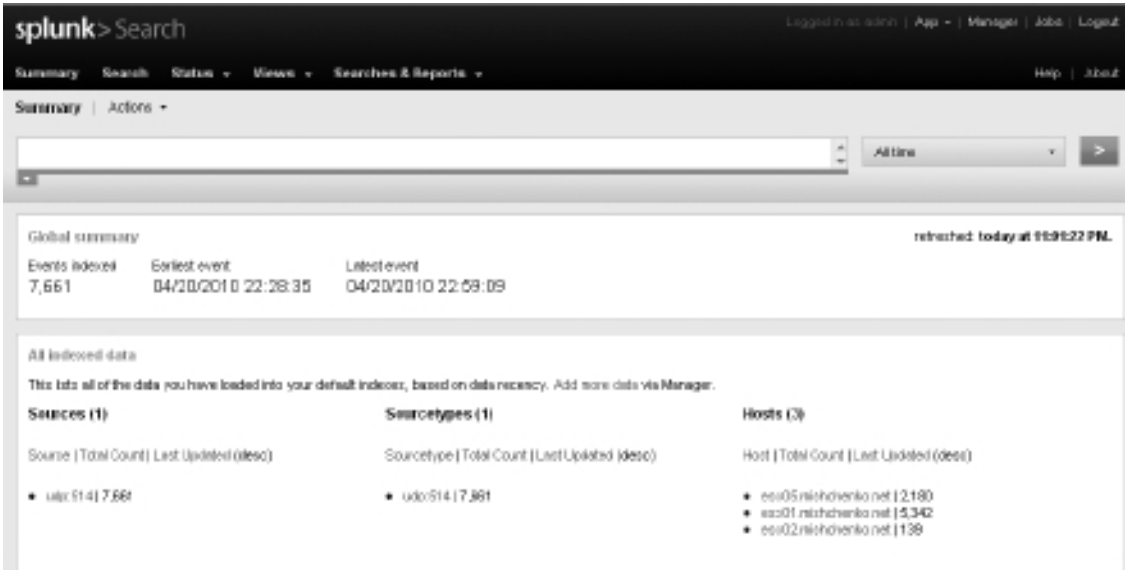 splunk>Search
Logged in as admin | App | Manager | Jobs | Logout
Summary Search Status Views Searches & Reports
Help | About
Summary | Actions
All time >
Global summary
refreshed: today at 11:01:22 PM.
Events indexed Earliest event Latest event
7,661 04/20/2010 22:28:35 04/20/2010 22:59:09
All indexed data
This lists all of the data you have loaded into your default indexes, based on data recency. Add more data via Manager.
Sources (1) Sourcetypes (1) Hosts (3)
Source | Total Count | Last Updated (desc) Sourcetype | Total Count | Last Updated (desc) Host | Total Count | Last Updated (desc)
• udp:514 | 7,661 • udp:514 | 7,661 • esx05.mishchenko.net | 2,180
• esx01.mishchenko.net | 5,342
• esx02.mishchenko.net | 139